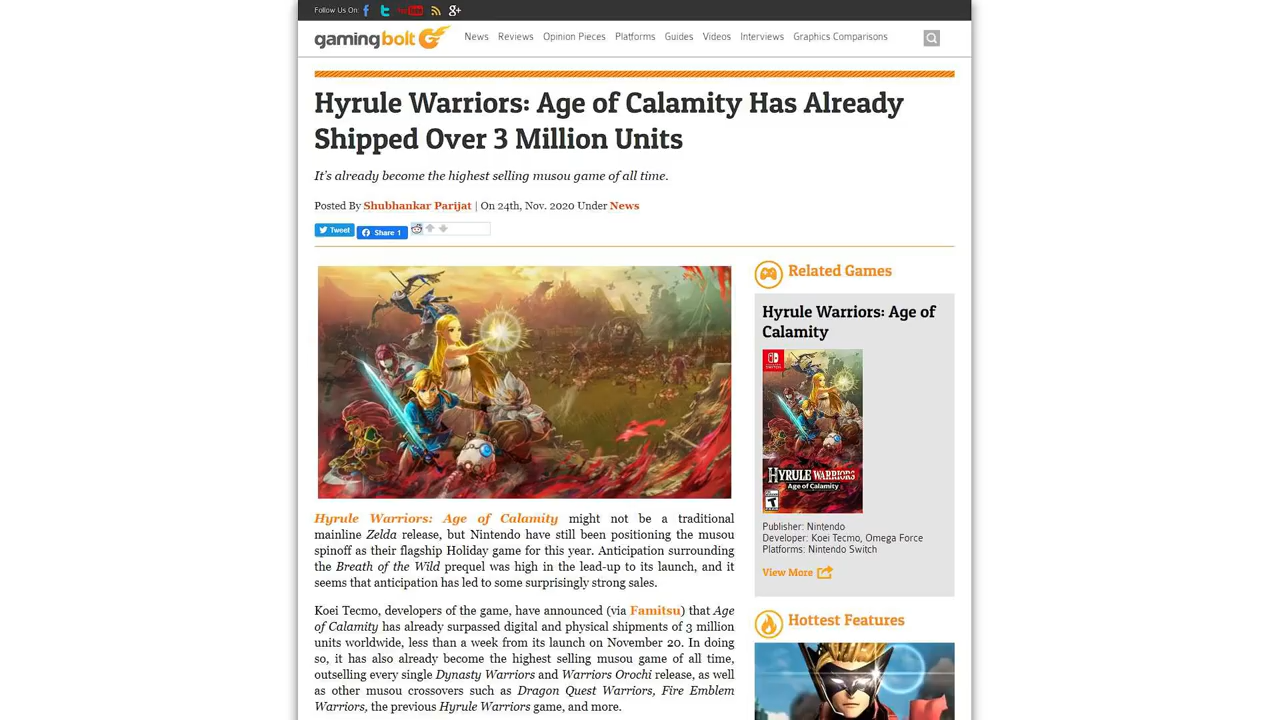 Follow Us On:
gamingbolt
News Reviews Opinion Pieces Platforms Guides Videos Interviews Graphics Comparisons
Hyrule Warriors: Age of Calamity Has Already
Shipped Over 3 Million Units
It's already become the highest selling musou game of all time.
Posted By Shubhankar Parijat | On 24th, Nov. 2020 Under News
Tweet Share 1
Hyrule Warriors: Age of Calamity might not be a traditional
mainline Zelda release, but Nintendo have still been positioning the musou
spinoff as their flagship Holiday game for this year. Anticipation surrounding
the Breath of the Wild prequel was high in the lead-up to its launch, and it
seems that anticipation has led to some surprisingly strong sales.
Koei Tecmo, developers of the game, have announced (via Famitsu) that Age
of Calamity has already surpassed digital and physical shipments of 3 million
units worldwide, less than a week from its launch on November 20. In doing
so, it has also already become the highest selling musou game of all time,
outselling every single Dynasty Warriors and Warriors Orochi release, as well
as other musou crossovers such as Dragon Quest Warriors, Fire Emblem
Warriors, the previous Hyrule Warriors game, and more.
Related Games
Hyrule Warriors: Age of
Calamity
HYRULE WARRIORS
Age of Calamity
T
Publisher: Nintendo
Developer: Koei Tecmo, Omega Force
Platforms: Nintendo Switch
View More
Hottest Features